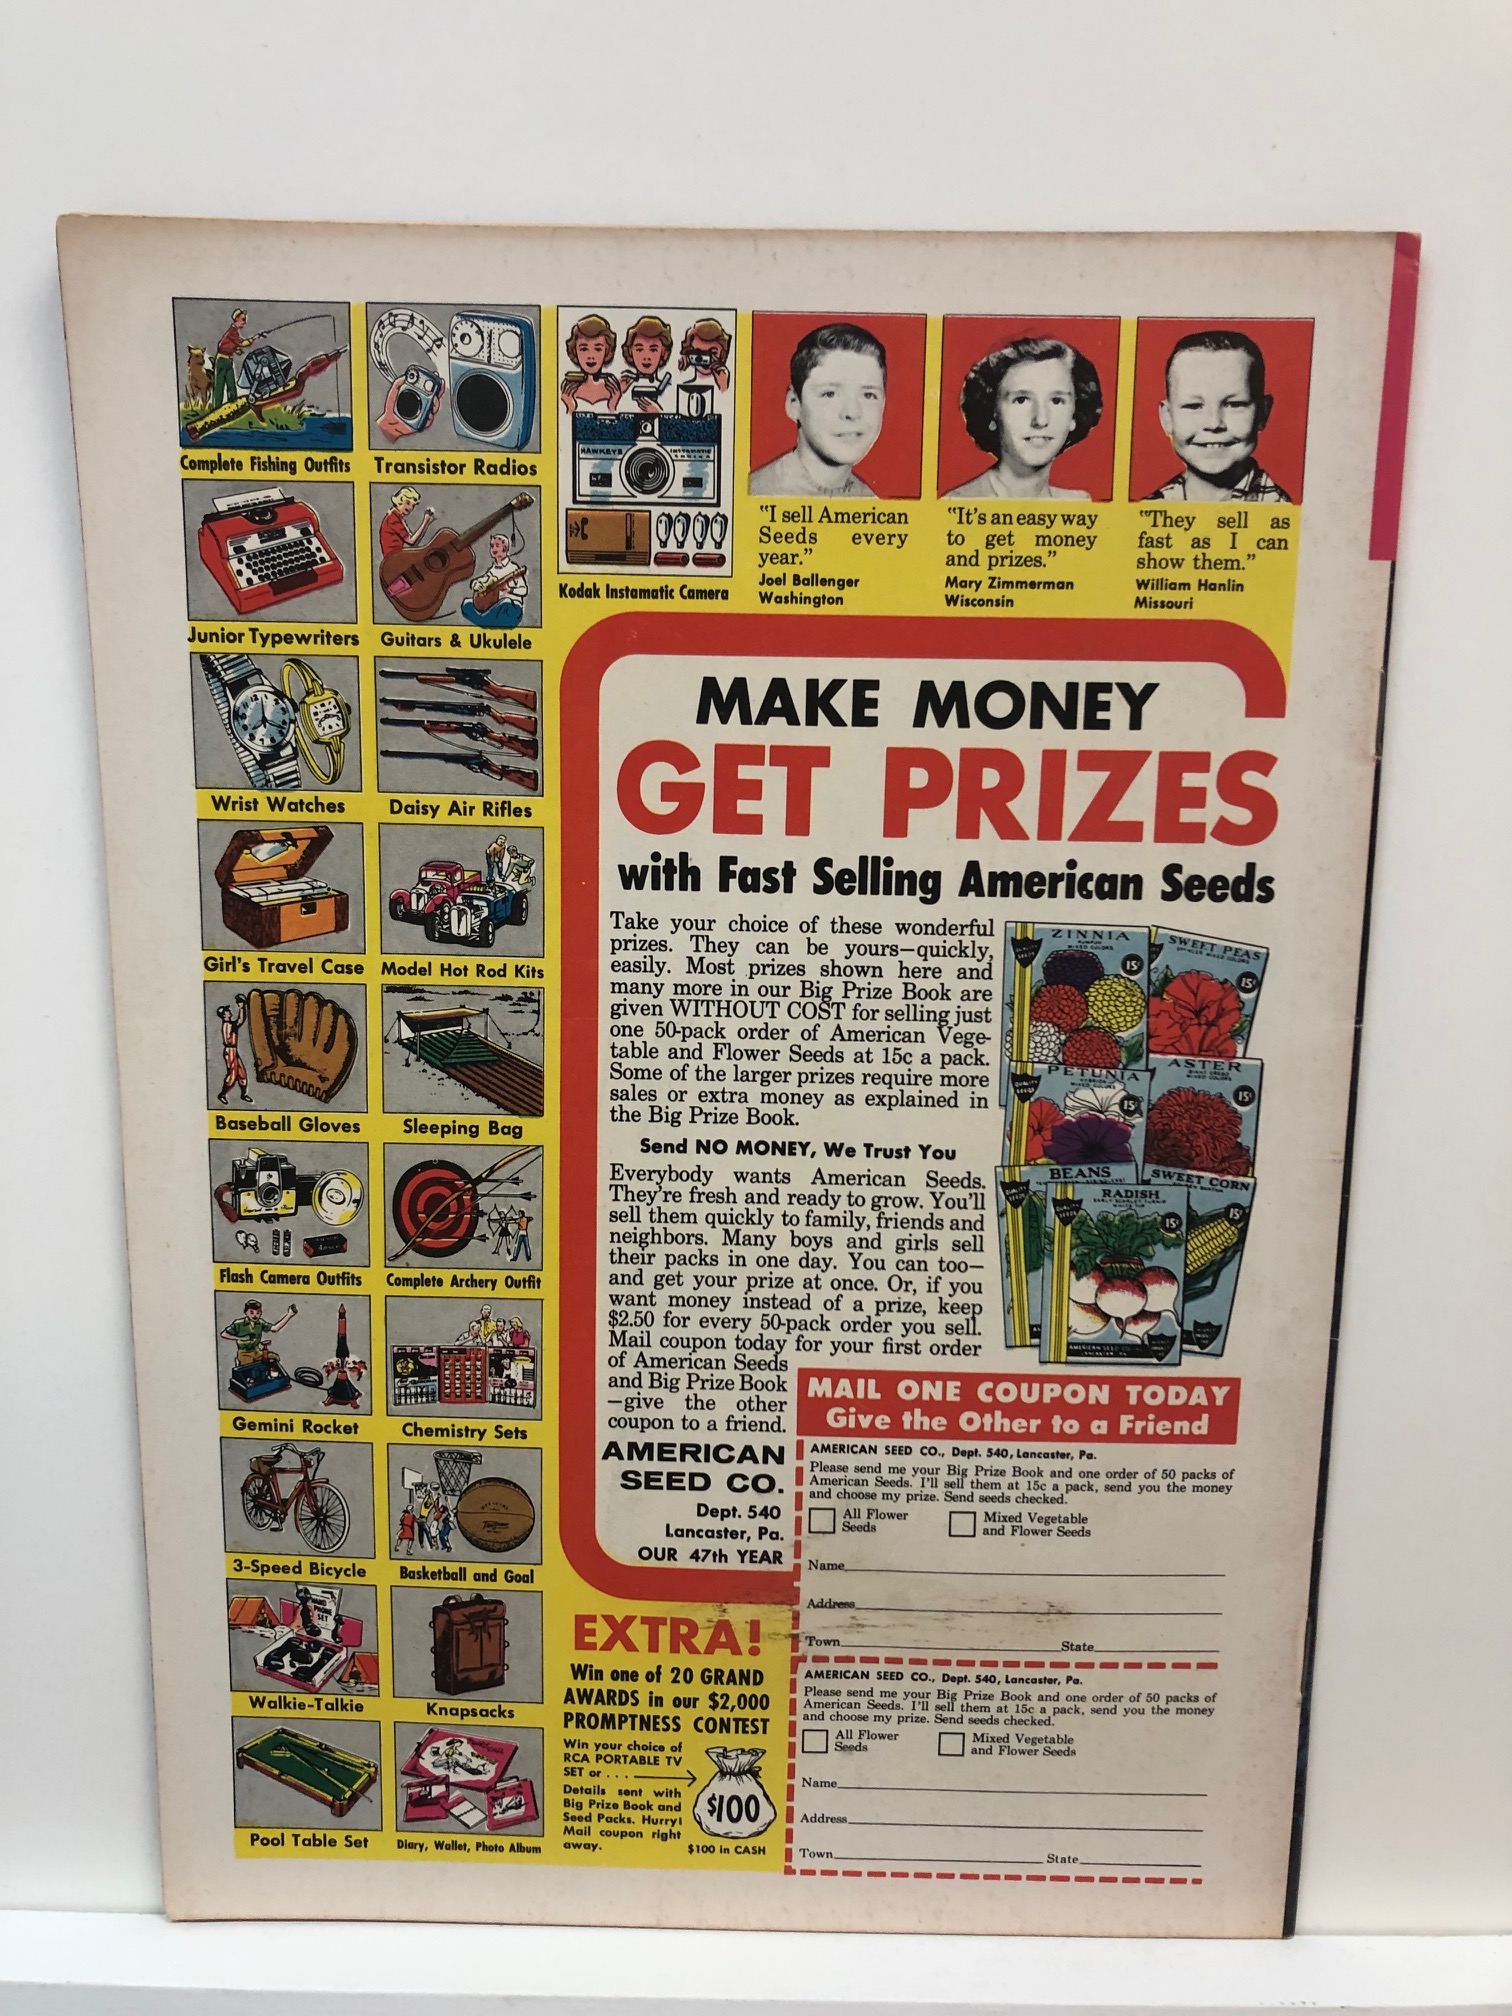 Complete Fishing Outfits
Transistor Radios
Junior Typewriters
Guitars & Ukulele
Wrist Watches
Daisy Air Rifles
Girl's Travel Case
Model Hot Rod Kits
Baseball Gloves
Sleeping Bag
Flash Camera Outfits
Complete Archery Outfit
Gemini Rocket
Chemistry Sets
3-Speed Bicycle
Basketball and Goal
Walkie-Talkie
Knapsacks
Pool Table Set
Diary, Wallet, Photo Album
HAWKEYE
INSTAMATIC
Kodak Instamatic Camera
"I sell American
Seeds every
year."
Joel Ballenger
Washington
"It's an easy way
to get money
and prizes."
Mary Zimmerman
Wisconsin
"They sell as
fast as I can
show them."
William Hanlin
Missouri
MAKE MONEY
GET PRIZES
with Fast Selling American Seeds
Take your choice of these wonderful
prizes. They can be yours—quickly,
easily. Most prizes shown here and
many more in our Big Prize Book are
given WITHOUT COST for selling just
one 50-pack order of American Vege-
table and Flower Seeds at 15c a pack.
Some of the larger prizes require more
sales or extra money as explained in
the Big Prize Book.
Send NO MONEY, We Trust You
Everybody wants American Seeds.
They're fresh and ready to grow. You'll
sell them quickly to family, friends and
neighbors. Many boys and girls sell
their packs in one day. You can too—
and get your prize at once. Or, if you
want money instead of a prize, keep
$2.50 for every 50-pack order you sell.
Mail coupon today for your first order
of American Seeds
and Big Prize Book
—give the other
coupon to a friend.
AMERICAN
SEED CO.
Dept. 540
Lancaster, Pa.
OUR 47th YEAR
ZINNIA
MIXED COLORS
15¢
SWEET PEAS
15¢
PETUNIA
MIXED COLORS
15¢
ASTER
15¢
BEANS
SWEET CORN
15¢
RADISH
15¢
AMERICAN SEED CO.
MAIL ONE COUPON TODAY
Give the Other to a Friend
AMERICAN SEED CO., Dept. 540, Lancaster, Pa.
Please send me your Big Prize Book and one order of 50 packs of
American Seeds. I'll sell them at 15c a pack, send you the money
and choose my prize. Send seeds checked.
All Flower
Seeds
Mixed Vegetable
and Flower Seeds
Name
Address
Town State
AMERICAN SEED CO., Dept. 540, Lancaster, Pa.
Please send me your Big Prize Book and one order of 50 packs of
American Seeds. I'll sell them at 15c a pack, send you the money
and choose my prize. Send seeds checked.
All Flower
Seeds
Mixed Vegetable
and Flower Seeds
Name
Address
Town State
EXTRA!
Win one of 20 GRAND
AWARDS in our $2,000
PROMPTNESS CONTEST
Win your choice of
RCA PORTABLE TV
SET or . . .
Details sent with
Big Prize Book and
Seed Packs. Hurry!
Mail coupon right
away.
$100
$100 in CASH